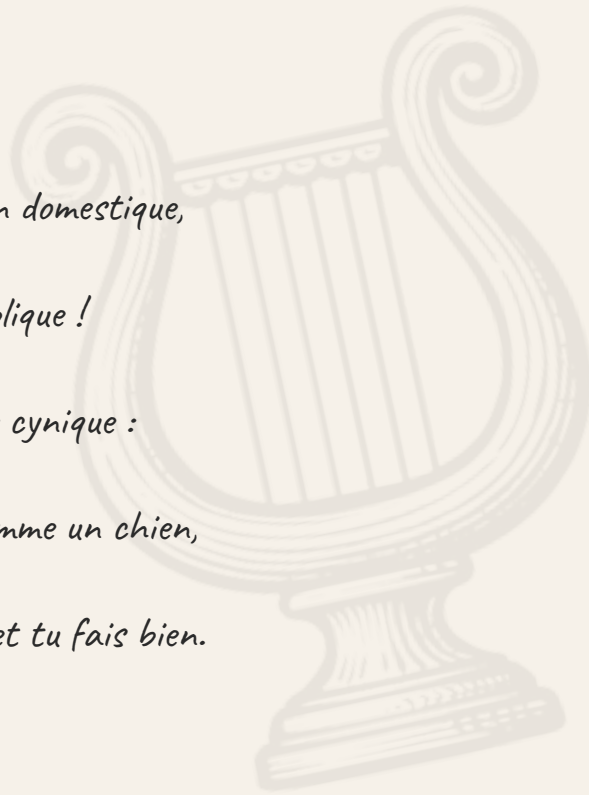 n domestique,
lique !
cynique :
mme un chien,
et tu fais bien.